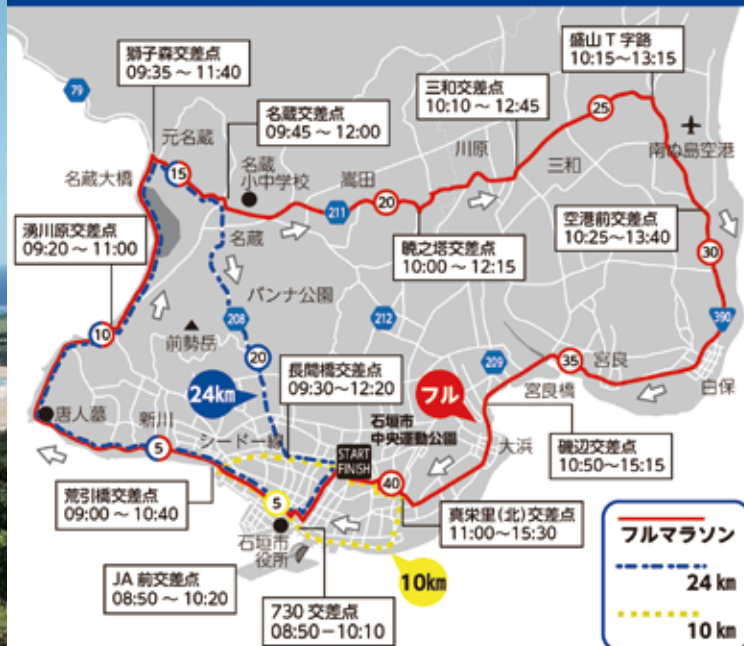 獅子森交差点
09:35 ～ 11:40
盛山 T 字路
10:15～13:15
79
名蔵交差点
09:45 ～ 12:00
三和交差点
10:10 ～ 12:45
25
元名蔵
川原
三和
南ぬ島空港
名蔵大橋
15
名蔵
小中学校
嵩田
20
211
湧川原交差点
09:20 ～ 11:00
名蔵
暁之塔交差点
10:00 ～ 12:15
空港前交差点
10:25～13:40
30
バンナ公園
208
212
390
10
前勢岳
20
長間橋交差点
09:30～12:20
209
35
宮良
白保
24km
フル
宮良橋
唐人墓
新川
シードー線
石垣市
中央運動公園
大浜
磯辺交差点
10:50～15:15
5
START
FINISH
荒引橋交差点
09:00 ～ 10:40
5
40
真栄里(北)交差点
11:00～15:30
石垣市
役所
JA 前交差点
08:50 ～ 10:20
730 交差点
08:50－10:10
10km
フルマラソン
24 km
10 km